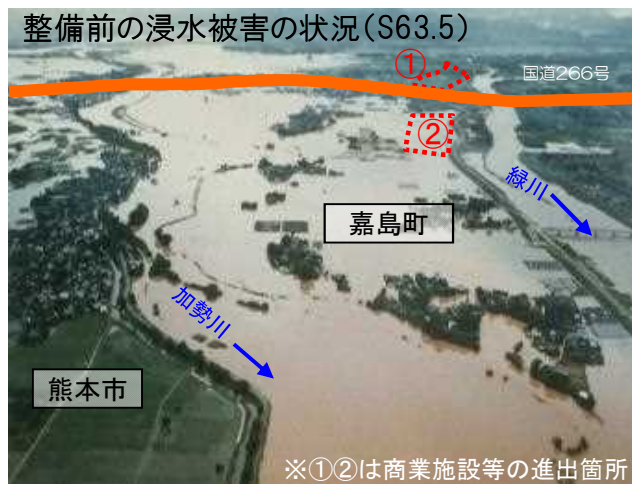 整備前の浸水被害の状況(S63.5)
①
国道266号
②
緑川
嘉島町
加勢川
熊本市
※①②は商業施設等の進出箇所